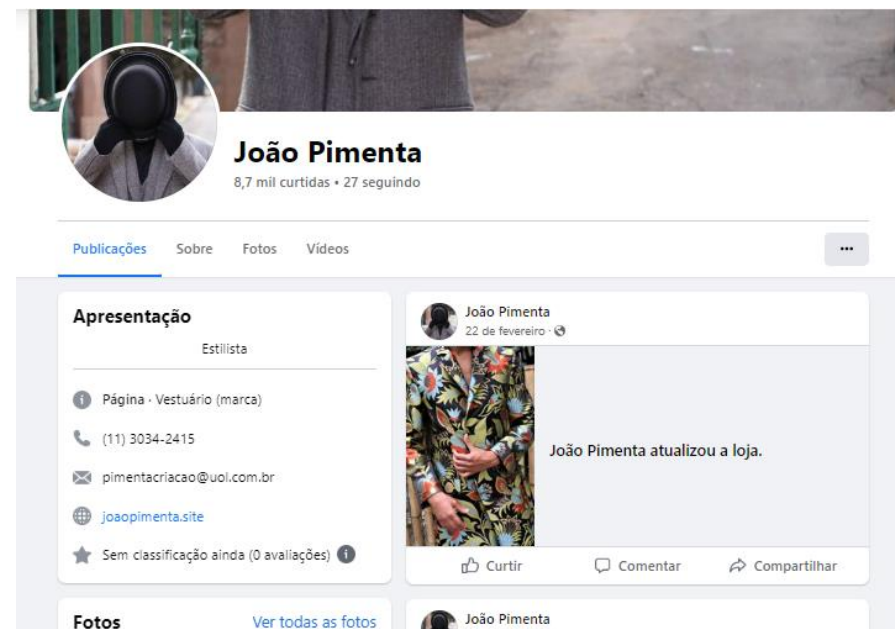 João Pimenta
8,7 mil curtidas • 27 seguindo
Publicações
Sobre
Fotos
Vídeos
Apresentação
Estilista
Página · Vestuário (marca)
(11) 3034-2415
pimentacriacao@uol.com.br
joaopimenta.site
Sem classificação ainda (0 avaliações)
Fotos
Ver todas as fotos
João Pimenta
22 de fevereiro ·
João Pimenta atualizou a loja.
Curtir
Comentar
Compartilhar
João Pimenta